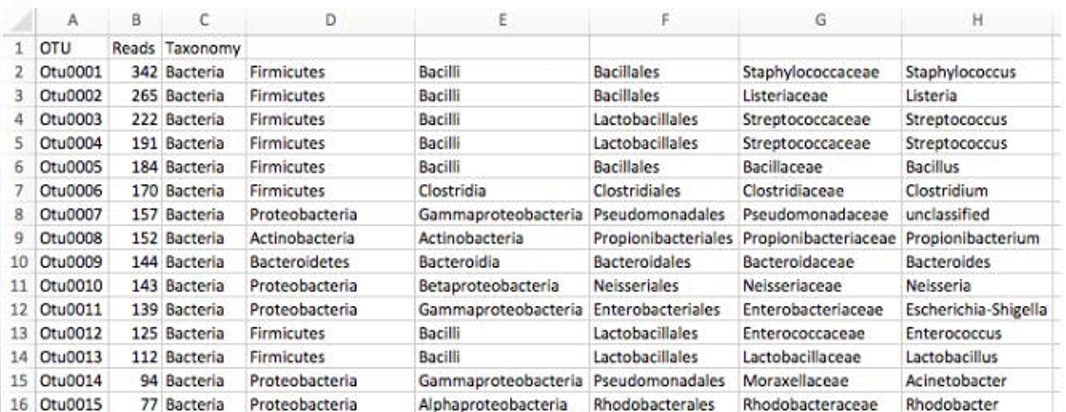 A B C D E F G H
1 OTU Reads Taxonomy
2 Otu0001 342 Bacteria Firmicutes Bacilli Bacillales Staphylococcaceae Staphylococcus
3 Otu0002 265 Bacteria Firmicutes Bacilli Bacillales Listeriaceae Listeria
4 Otu0003 222 Bacteria Firmicutes Bacilli Lactobacillales Streptococcaceae Streptococcus
5 Otu0004 191 Bacteria Firmicutes Bacilli Lactobacillales Streptococcaceae Streptococcus
6 Otu0005 184 Bacteria Firmicutes Bacilli Bacillales Bacillaceae Bacillus
7 Otu0006 170 Bacteria Firmicutes Clostridia Clostridiales Clostridiaceae Clostridium
8 Otu0007 157 Bacteria Proteobacteria Gammaproteobacteria Pseudomonadales Pseudomonadaceae unclassified
9 Otu0008 152 Bacteria Actinobacteria Actinobacteria Propionibacteriales Propionibacteriaceae Propionibacterium
10 Otu0009 144 Bacteria Bacteroidetes Bacteroidia Bacteroidales Bacteroidaceae Bacteroides
11 Otu0010 143 Bacteria Proteobacteria Betaproteobacteria Neisseriales Neisseriaceae Neisseria
12 Otu0011 139 Bacteria Proteobacteria Gammaproteobacteria Enterobacteriales Enterobacteriaceae Escherichia-Shigella
13 Otu0012 125 Bacteria Firmicutes Bacilli Lactobacillales Enterococcaceae Enterococcus
14 Otu0013 112 Bacteria Firmicutes Bacilli Lactobacillales Lactobacillaceae Lactobacillus
15 Otu0014 94 Bacteria Proteobacteria Gammaproteobacteria Pseudomonadales Moraxellaceae Acinetobacter
16 Otu0015 77 Bacteria Proteobacteria Alphaproteobacteria Rhodobacterales Rhodobacteraceae Rhodobacter